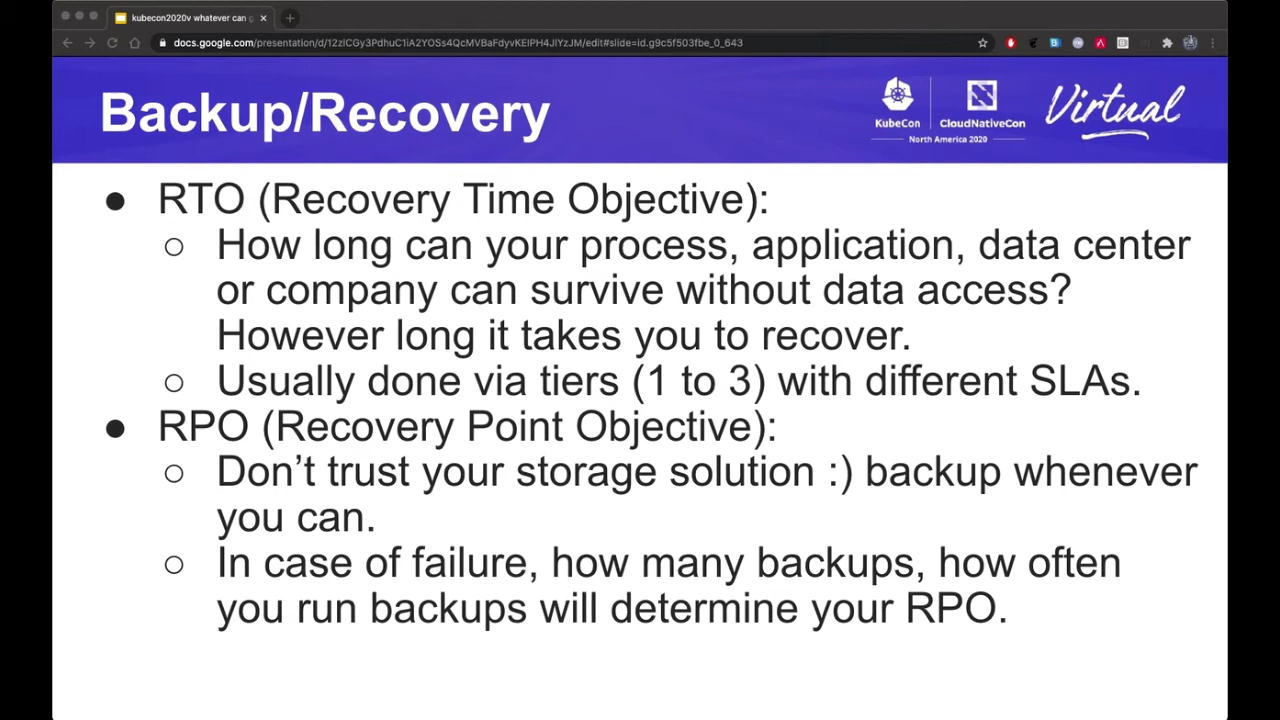 kubecon2020v whatever can g
docs.google.com/presentation/d/12zlCGy3PdhuC1iA2YOSs4QcMVBaFdyvKEIPH4JlYzJM/edit#slide=id.g9c5f503fbe_0_643
Backup/Recovery
KubeCon
CloudNativeCon
North America 2020
Virtual
● RTO (Recovery Time Objective):
○ How long can your process, application, data center
or company can survive without data access?
However long it takes you to recover.
○ Usually done via tiers (1 to 3) with different SLAs.
● RPO (Recovery Point Objective):
○ Don’t trust your storage solution :) backup whenever
you can.
○ In case of failure, how many backups, how often
you run backups will determine your RPO.